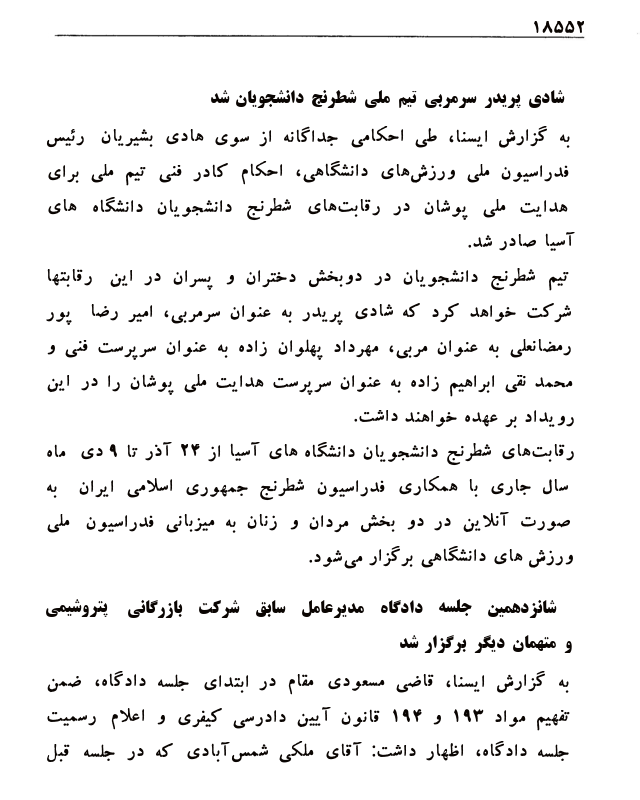 ۱۸۵۵۲
شادی پریدر سرمربی تیم ملی شطرنج دانشجویان شد
به گزارش ایسنا، طی احکامی جداگانه از سوی هادی بشیریان رئیس
فدراسیون ملی ورزش‌های دانشگاهی، احکام کادر فنی تیم ملی برای
هدایت ملی پوشان در رقابت‌های شطرنج دانشجویان دانشگاه های
آسیا صادر شد.
تیم شطرنج دانشجویان در دوبخش دختران و پسران در این رقابتها
شرکت خواهد کرد که شادی پریدر به عنوان سرمربی، امیر رضا پور
رمضانعلی به عنوان مربی، مهرداد پهلوان زاده به عنوان سرپرست فنی و
محمد نقی ابراهیم زاده به عنوان سرپرست هدایت ملی پوشان را در این
رویداد بر عهده خواهند داشت.
رقابت‌های شطرنج دانشجویان دانشگاه های آسیا از ۲۴ آذر تا ۹ دی ماه
سال جاری با همکاری فدراسیون شطرنج جمهوری اسلامی ایران به
صورت آنلاین در دو بخش مردان و زنان به میزبانی فدراسیون ملی
ورزش های دانشگاهی برگزار می‌شود.
شانزدهمین جلسه دادگاه مدیرعامل سابق شرکت بازرگانی پتروشیمی
و متهمان دیگر برگزار شد
به گزارش ایسنا، قاضی مسعودی مقام در ابتدای جلسه دادگاه، ضمن
تفهیم مواد ۱۹۳ و ۱۹۴ قانون آیین دادرسی کیفری و اعلام رسمیت
جلسه دادگاه، اظهار داشت: آقای ملکی شمس‌آبادی که در جلسه قبل